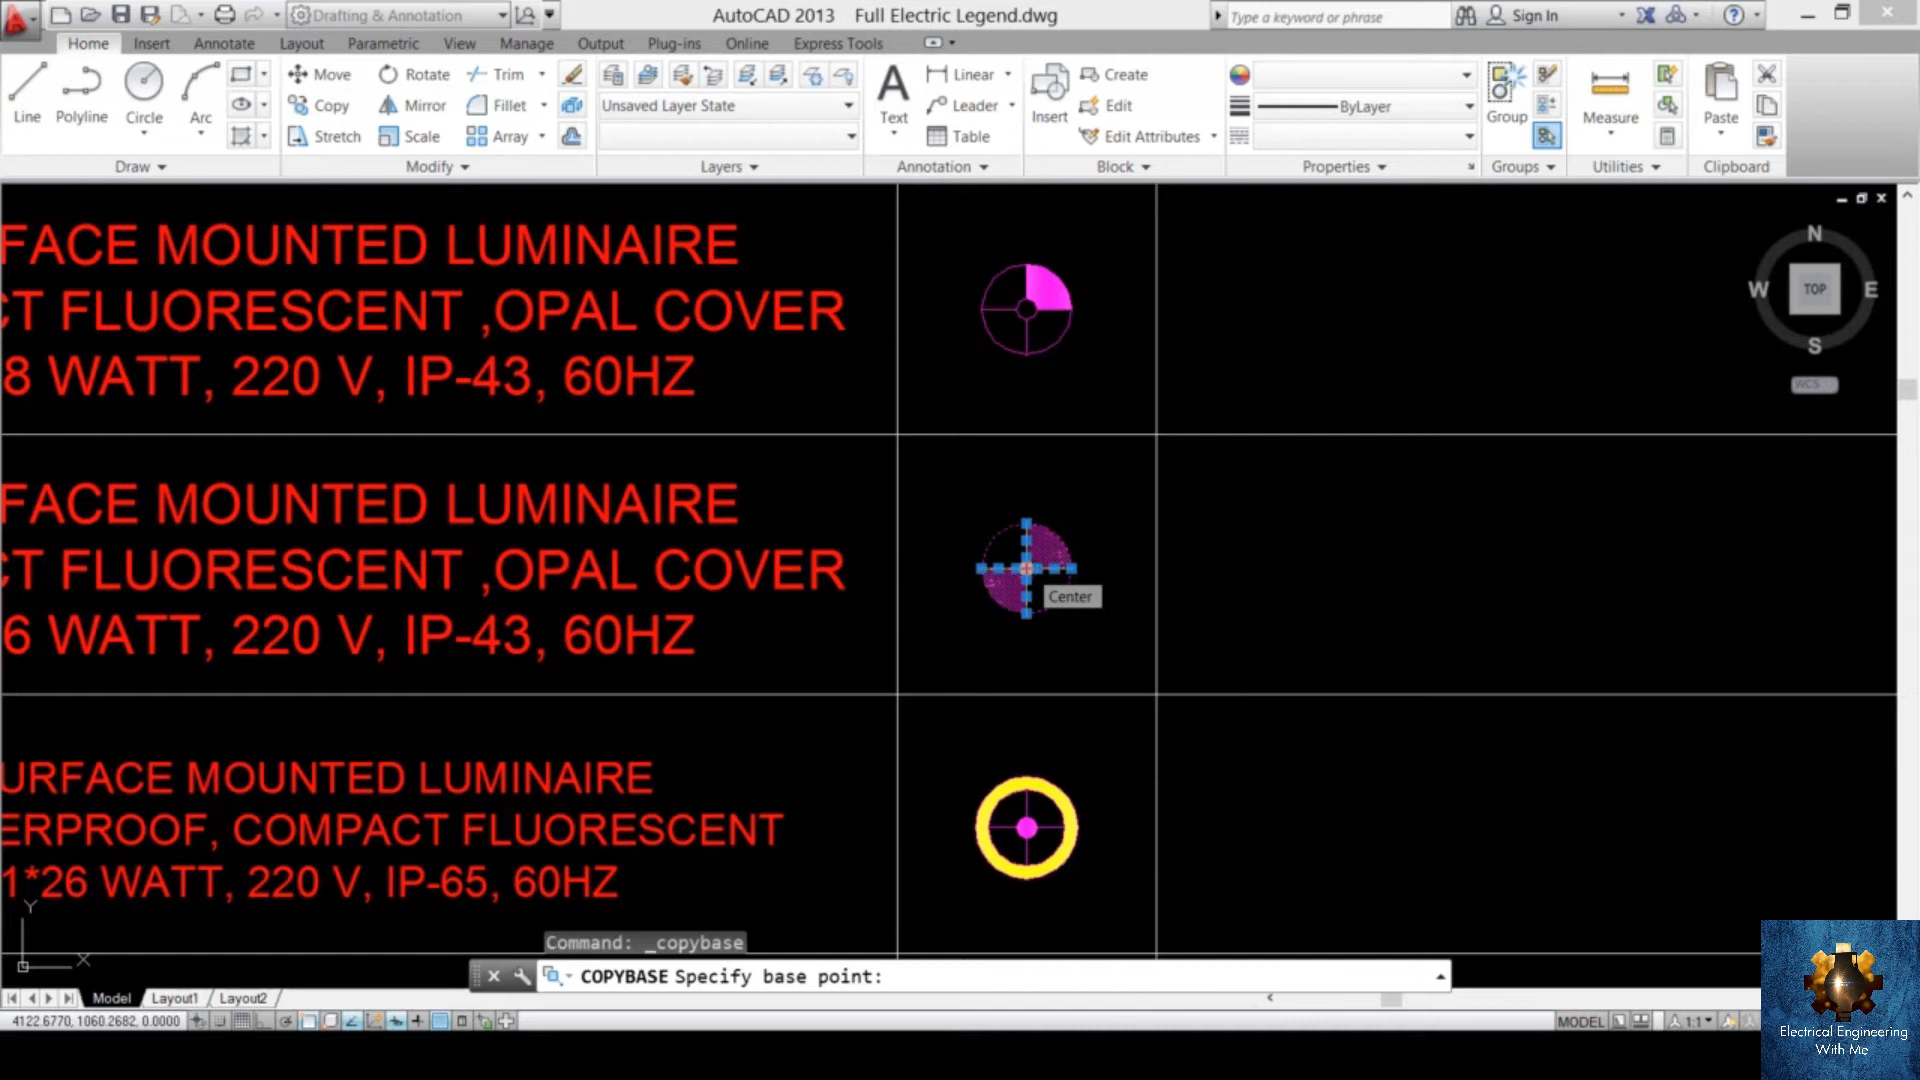 Drafting & Annotation
AutoCAD 2013 Full Electric Legend.dwg
Type a keyword or phrase
Sign In
Home Insert Annotate Layout Parametric View Manage Output Plug-ins Online Express Tools
Line
Polyline
Circle
Arc
Move
Rotate
Trim
Copy
Mirror
Fillet
Stretch
Scale
Array
Unsaved Layer State
Text
Linear
Leader
Table
Insert
Create
Edit
Edit Attributes
ByLayer
Group
Measure
Paste
Draw Modify Layers Annotation Block Properties Groups Utilities Clipboard
FACE MOUNTED LUMINAIRE
CT FLUORESCENT ,OPAL COVER
8 WATT, 220 V, IP-43, 60HZ
N
W
TOP
E
S
WCS
FACE MOUNTED LUMINAIRE
CT FLUORESCENT ,OPAL COVER
6 WATT, 220 V, IP-43, 60HZ
Center
URFACE MOUNTED LUMINAIRE
ERPROOF, COMPACT FLUORESCENT
1*26 WATT, 220 V, IP-65, 60HZ
Y
X
Command: _copybase
COPYBASE Specify base point:
Model Layout1 Layout2
4122.6770, 1060.2682, 0.0000
MODEL
1:1
Electrical Engineering
With Me